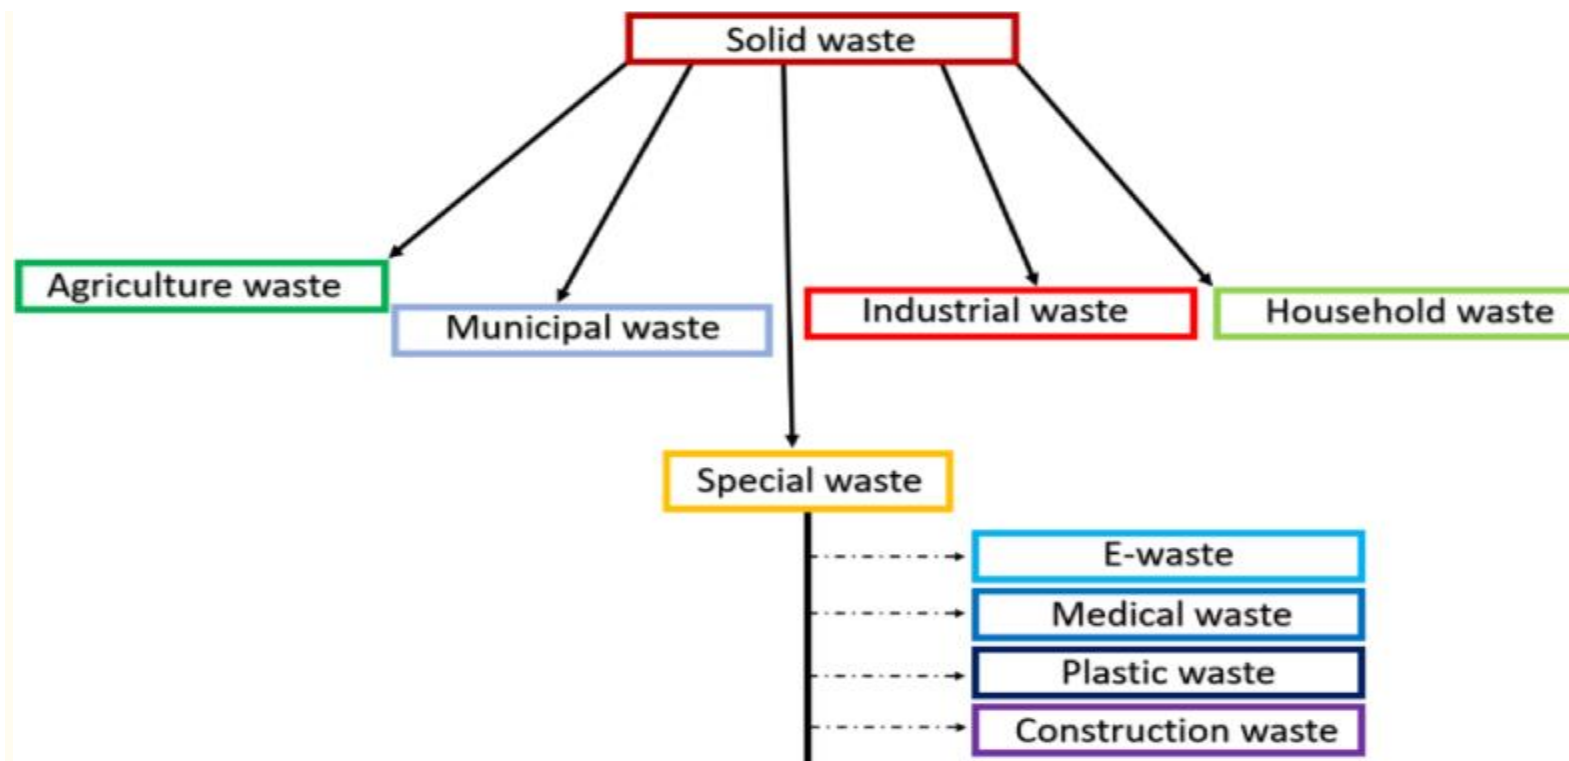 Solid waste
Agriculture waste
Municipal waste
Industrial waste
Household waste
Special waste
E-waste
Medical waste
Plastic waste
Construction waste